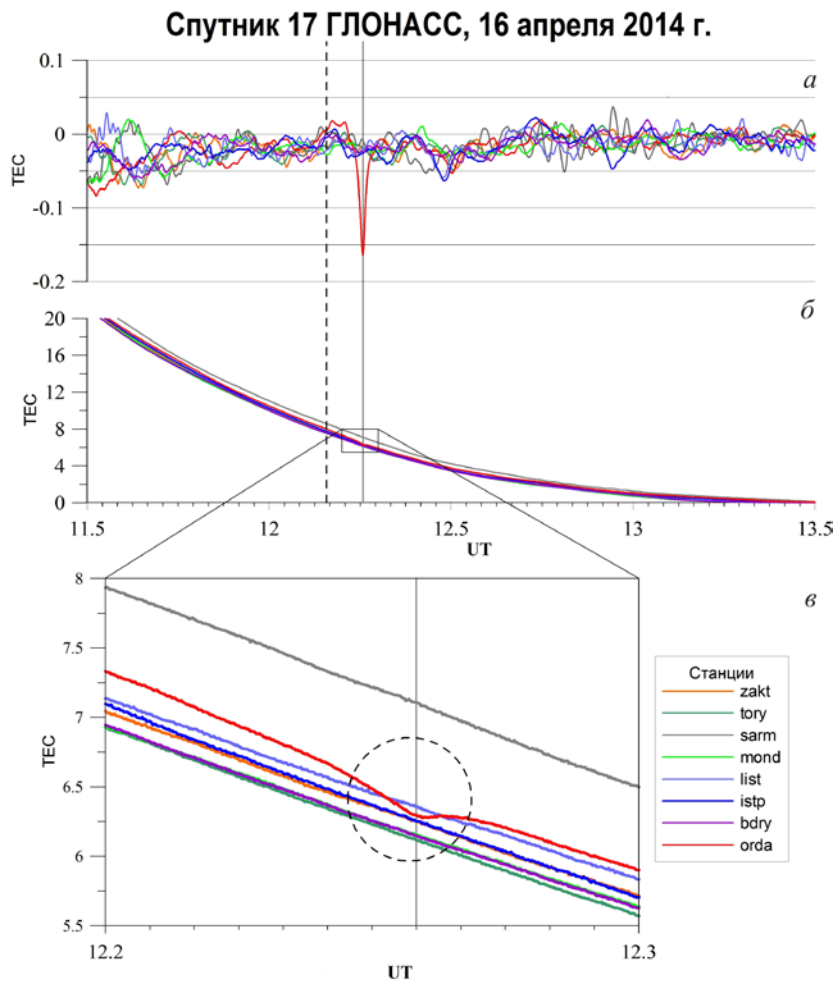 Спутник 17 ГЛОНАСС, 16 апреля 2014 г.
а
0.1
0
-0.1
-0.2
TEC
б
20
16
12
8
4
0
TEC
11.5 12 12.5 13 13.5
UT
в
8
7.5
7
6.5
6
5.5
TEC
12.2 12.3
UT
Станции
zakt
tory
sarm
mond
list
istp
bdry
orda